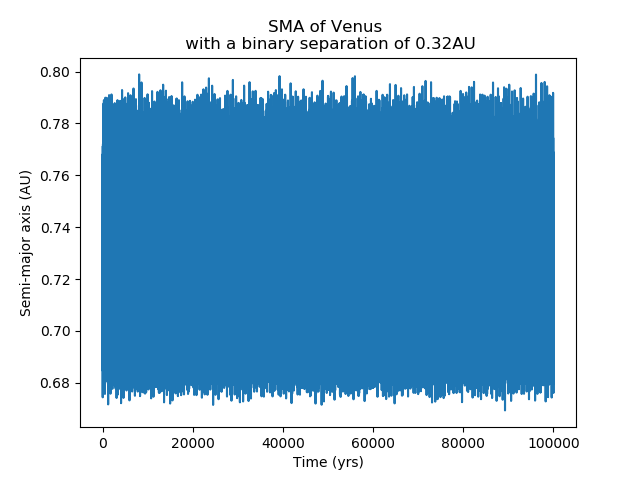 SMA of Venus
with a binary separation of 0.32AU
0.80
0.78
0.76
0.74
0.72
0.70
0.68
Semi-major axis (AU)
0 20000 40000 60000 80000 100000
Time (yrs)